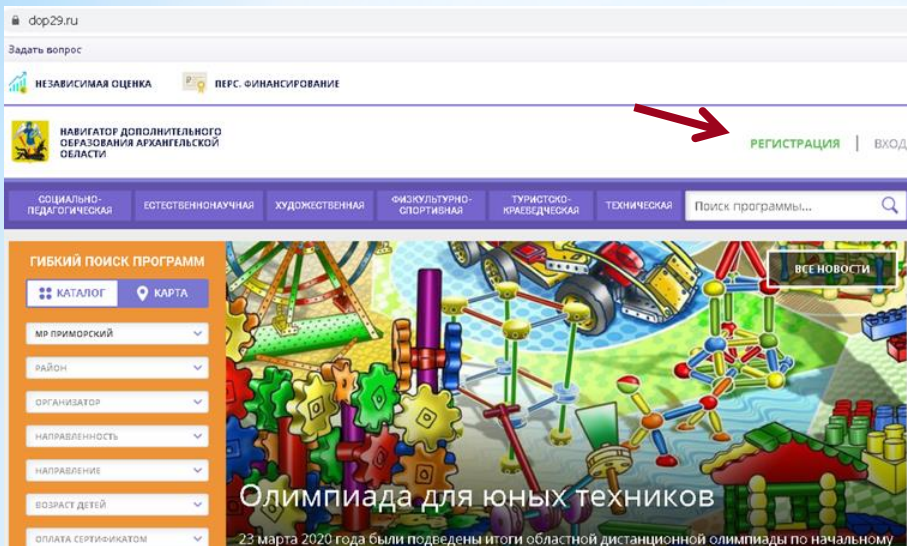 dop29.ru
Задать вопрос
НЕЗАВИСИМАЯ ОЦЕНКА
ПЕРС. ФИНАНСИРОВАНИЕ
НАВИГАТОР ДОПОЛНИТЕЛЬНОГО
ОБРАЗОВАНИЯ АРХАНГЕЛЬСКОЙ
ОБЛАСТИ
РЕГИСТРАЦИЯ | ВХОД
СОЦИАЛЬНО-
ПЕДАГОГИЧЕСКАЯ
ЕСТЕСТВЕННОНАУЧНАЯ
ХУДОЖЕСТВЕННАЯ
ФИЗКУЛЬТУРНО-
СПОРТИВНАЯ
ТУРИСТСКО-
КРАЕВЕДЧЕСКАЯ
ТЕХНИЧЕСКАЯ
Поиск программы...
ГИБКИЙ ПОИСК ПРОГРАММ
КАТАЛОГ
КАРТА
МР ПРИМОРСКИЙ
РАЙОН
ОРГАНИЗАТОР
НАПРАВЛЕННОСТЬ
НАПРАВЛЕНИЕ
ВОЗРАСТ ДЕТЕЙ
ОПЛАТА СЕРТИФИКАТОМ
ВСЕ НОВОСТИ
Олимпиада для юных техников
23 марта 2020 года были подведены итоги областной дистанционной олимпиады по начальному